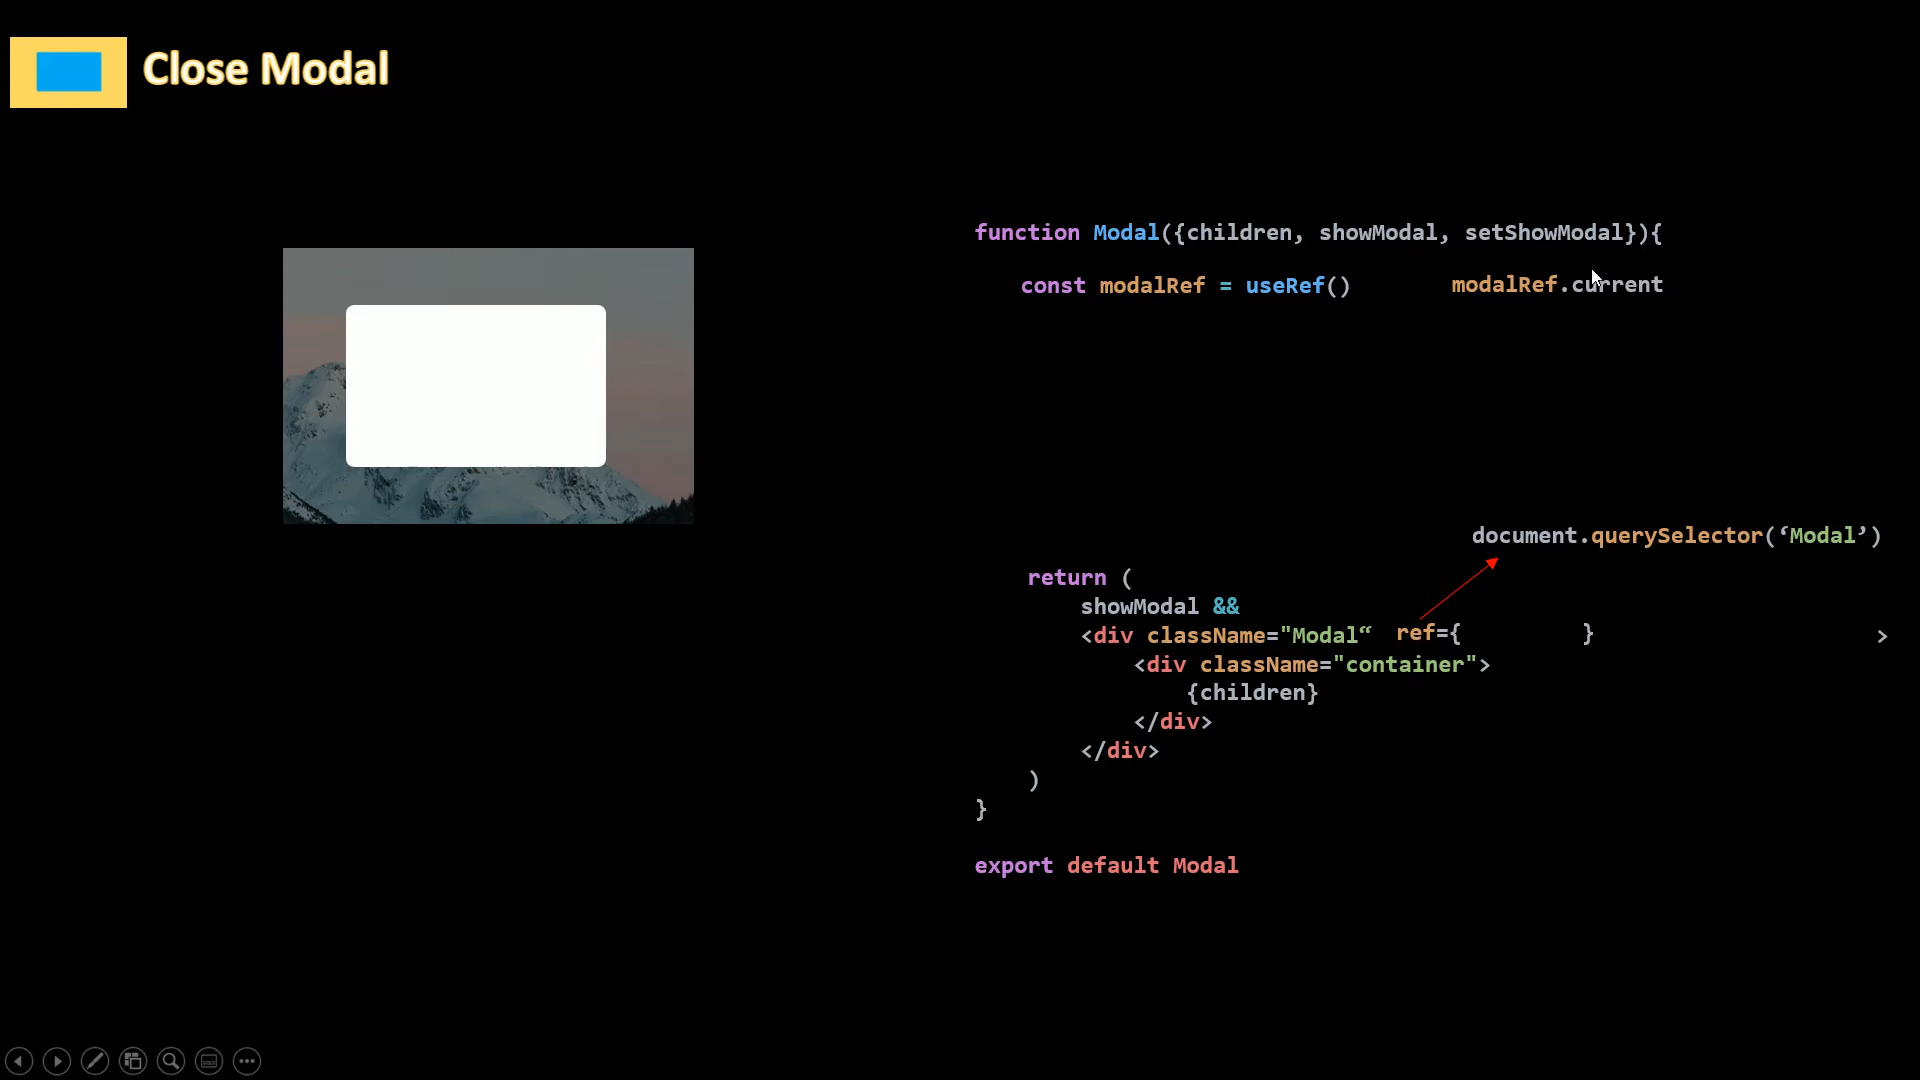 Close Modal
function Modal({children, showModal, setShowModal}){
const modalRef = useRef() modalRef.current
document.querySelector(‘Modal’)
return (
showModal &&
<div className="Modal“ ref={ } >
<div className="container">
{children}
</div>
</div>
)
}
export default Modal